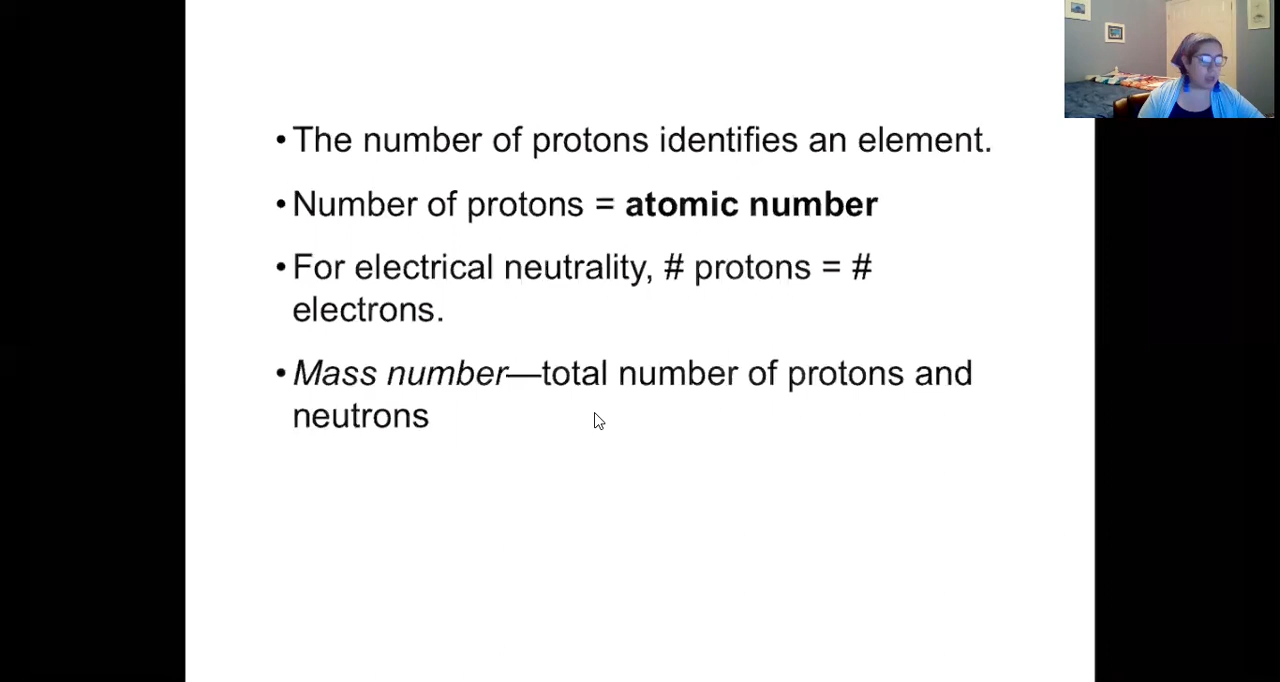 • The number of protons identifies an element.
• Number of protons = atomic number
• For electrical neutrality, # protons = #
electrons.
• Mass number—total number of protons and
neutrons